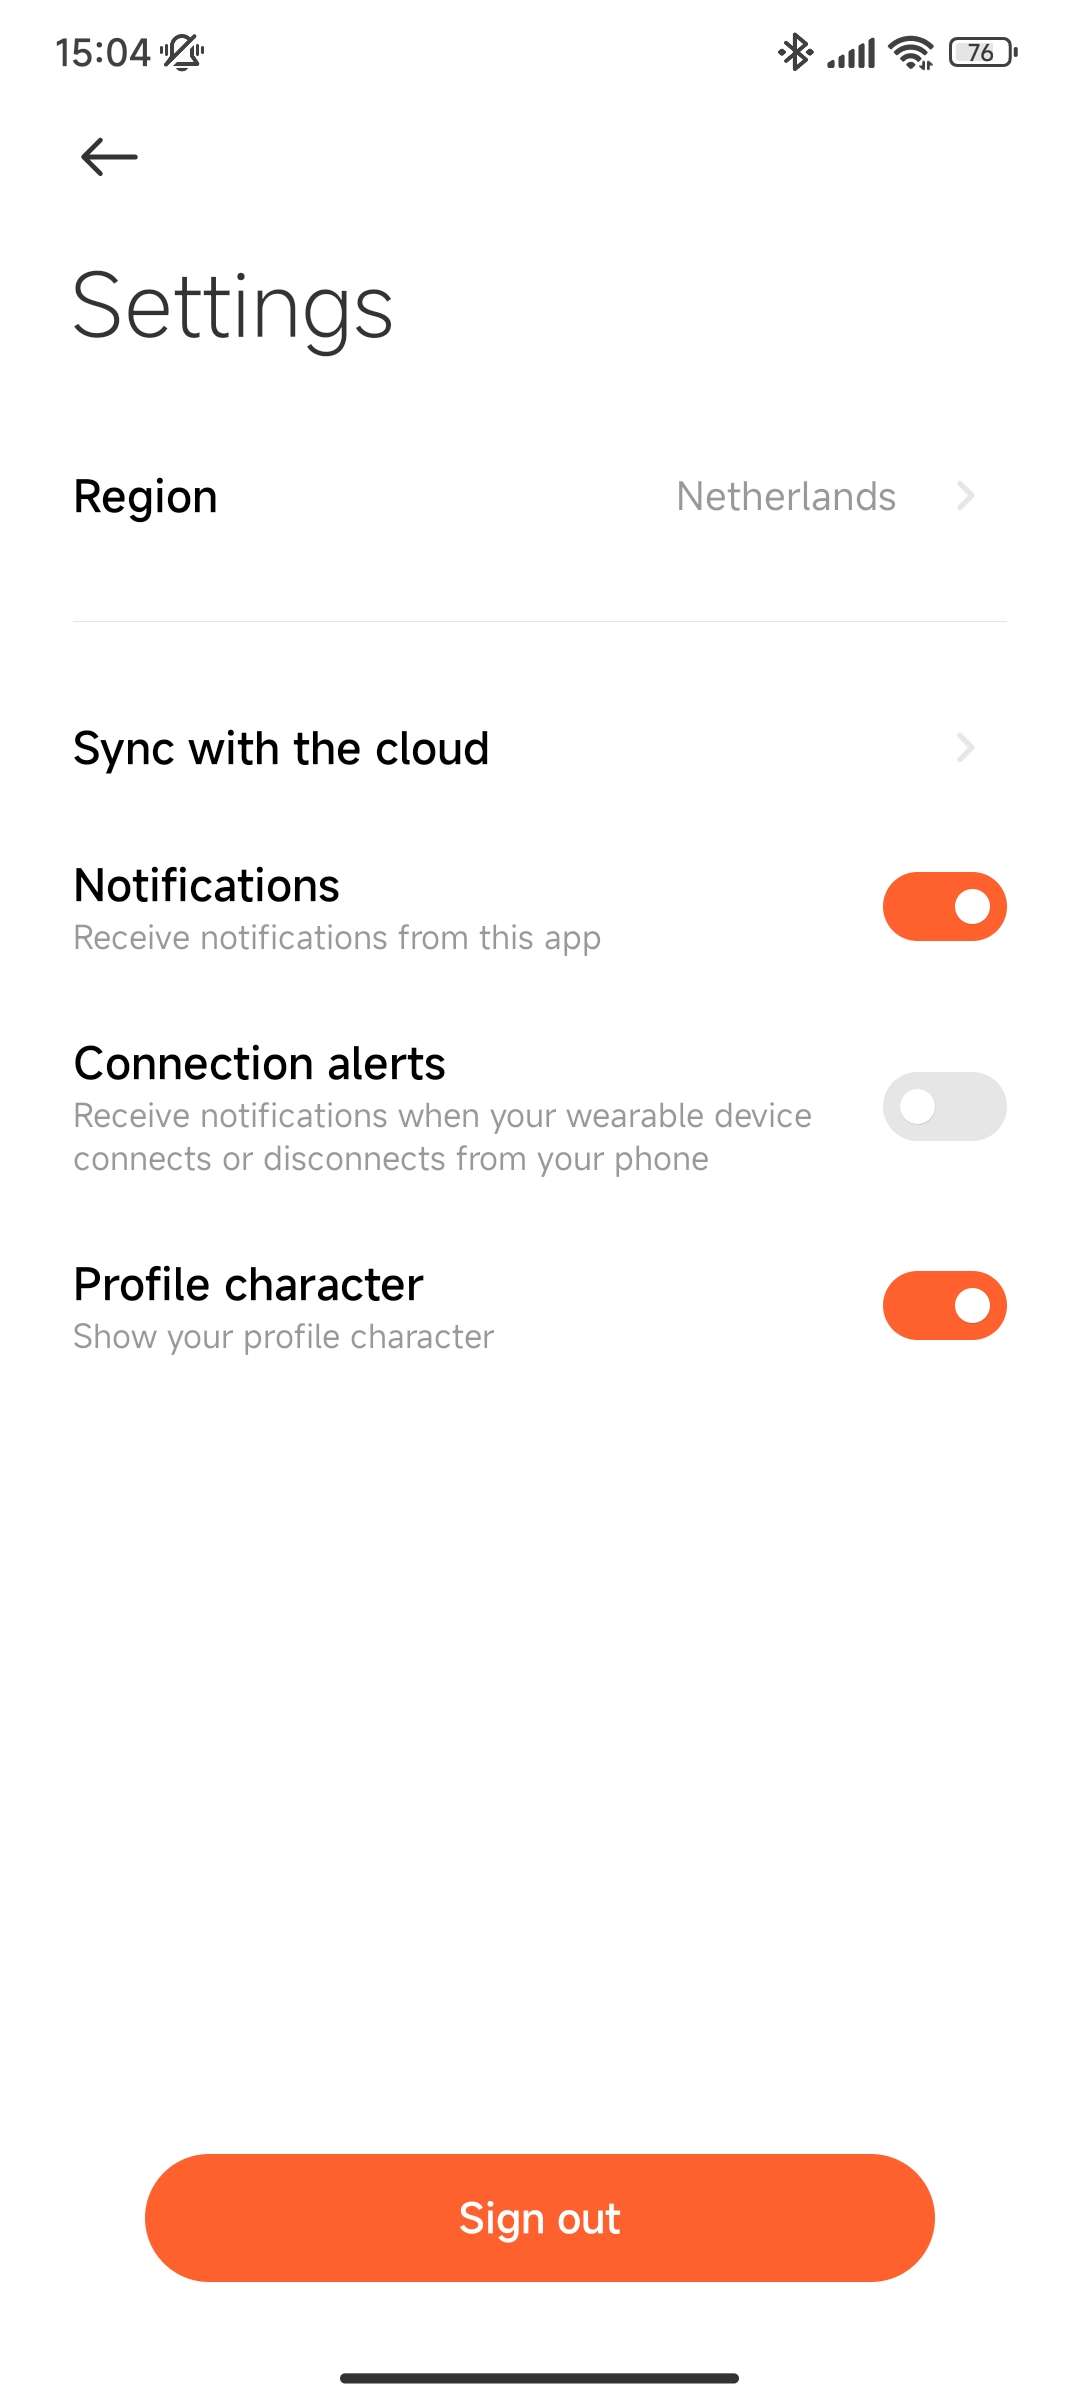 15:04
76
Settings
Region
Netherlands
Sync with the cloud
Notifications
Receive notifications from this app
Connection alerts
Receive notifications when your wearable device
connects or disconnects from your phone
Profile character
Show your profile character
Sign out